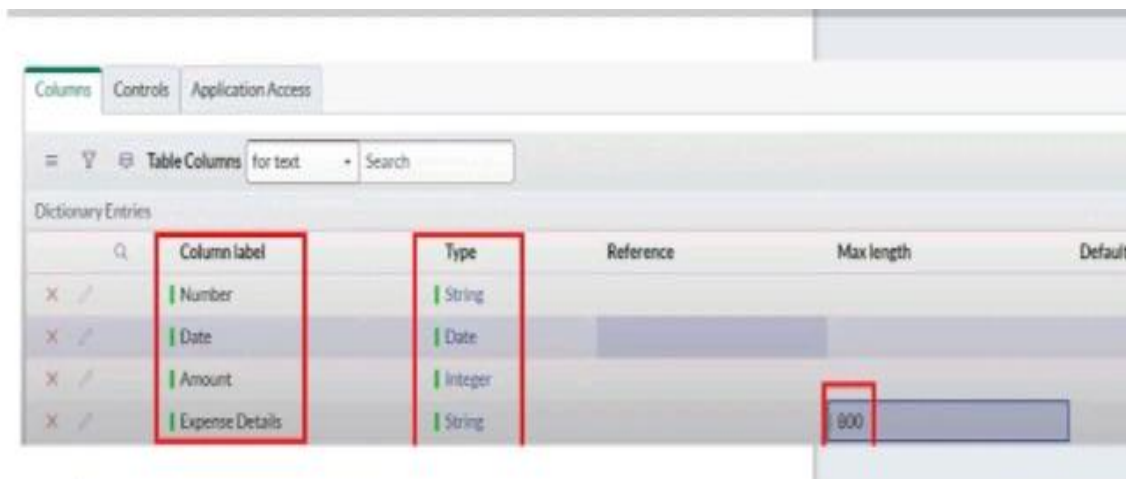 Columns Controls Application Access
Table Columns for text Search
Dictionary Entries
Column label Type Reference Max length Default
Number String
Date Date
Amount Integer
Expense Details String 800